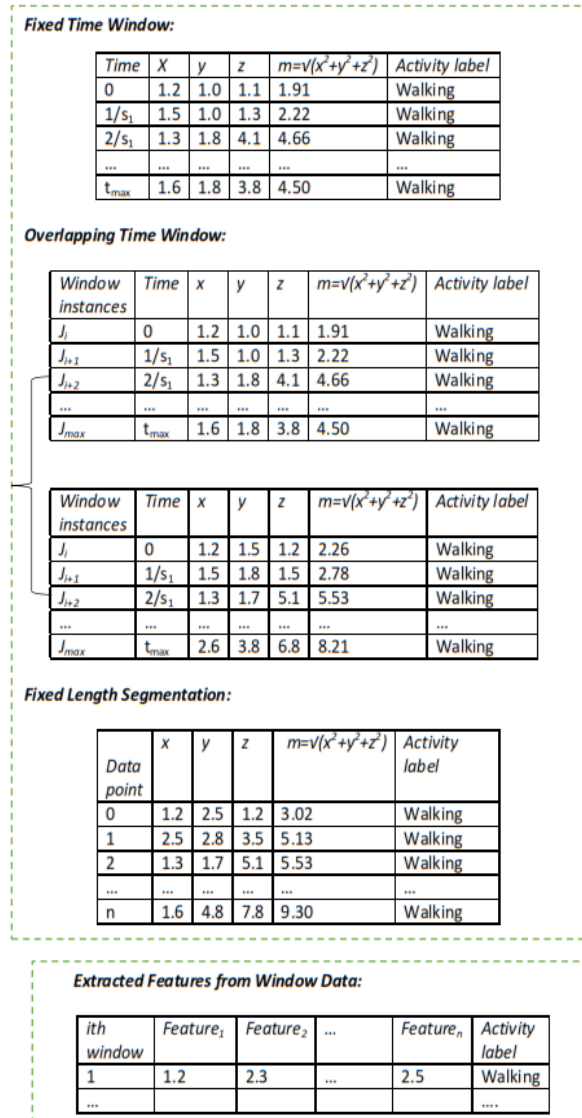 Fixed Time Window:
Time X y z m=√(x²+y²+z²) Activity label
0 1.2 1.0 1.1 1.91 Walking
1/s₁ 1.5 1.0 1.3 2.22 Walking
2/s₁ 1.3 1.8 4.1 4.66 Walking
... ... ... ... ... ...
tmax 1.6 1.8 3.8 4.50 Walking
Overlapping Time Window:
Window instances Time x y z m=√(x²+y²+z²) Activity label
Ji 0 1.2 1.0 1.1 1.91 Walking
Ji+1 1/s₁ 1.5 1.0 1.3 2.22 Walking
Ji+2 2/s₁ 1.3 1.8 4.1 4.66 Walking
... ... ... ... ... ... ...
Jmax tmax 1.6 1.8 3.8 4.50 Walking
Window instances Time x y z m=√(x²+y²+z²) Activity label
Ji 0 1.2 1.5 1.2 2.26 Walking
Ji+1 1/s₁ 1.5 1.8 1.5 2.78 Walking
Ji+2 2/s₁ 1.3 1.7 5.1 5.53 Walking
... ... ... ... ... ... ...
Jmax tmax 2.6 3.8 6.8 8.21 Walking
Fixed Length Segmentation:
Data point x y z m=√(x²+y²+z²) Activity label
0 1.2 2.5 1.2 3.02 Walking
1 2.5 2.8 3.5 5.13 Walking
2 1.3 1.7 5.1 5.53 Walking
... ... ... ... ... ...
n 1.6 4.8 7.8 9.30 Walking
Extracted Features from Window Data:
ith window Feature₁ Feature₂ ... Featureₙ Activity label
1 1.2 2.3 ... 2.5 Walking
... ....